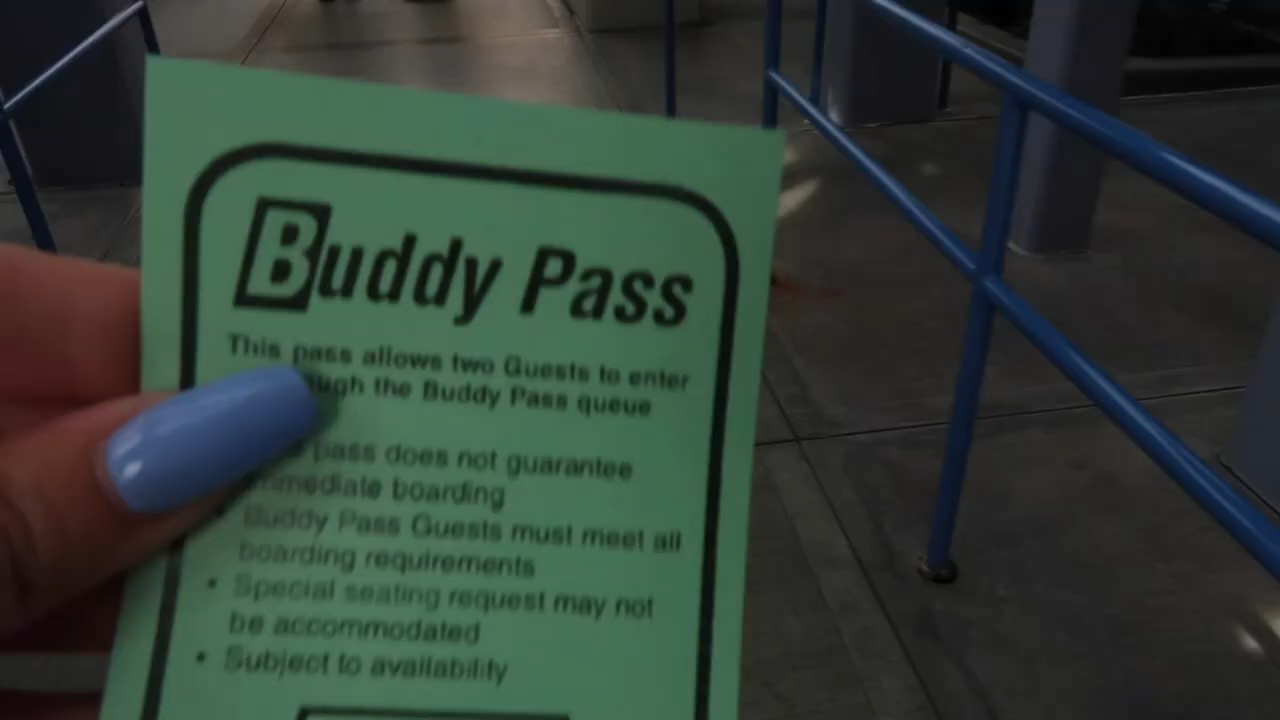 Buddy Pass
This pass allows two Guests to enter
the Buddy Pass queue
pass does not guarantee
immediate boarding
• Buddy Pass Guests must meet all
boarding requirements
• Special seating request may not
be accommodated
• Subject to availability